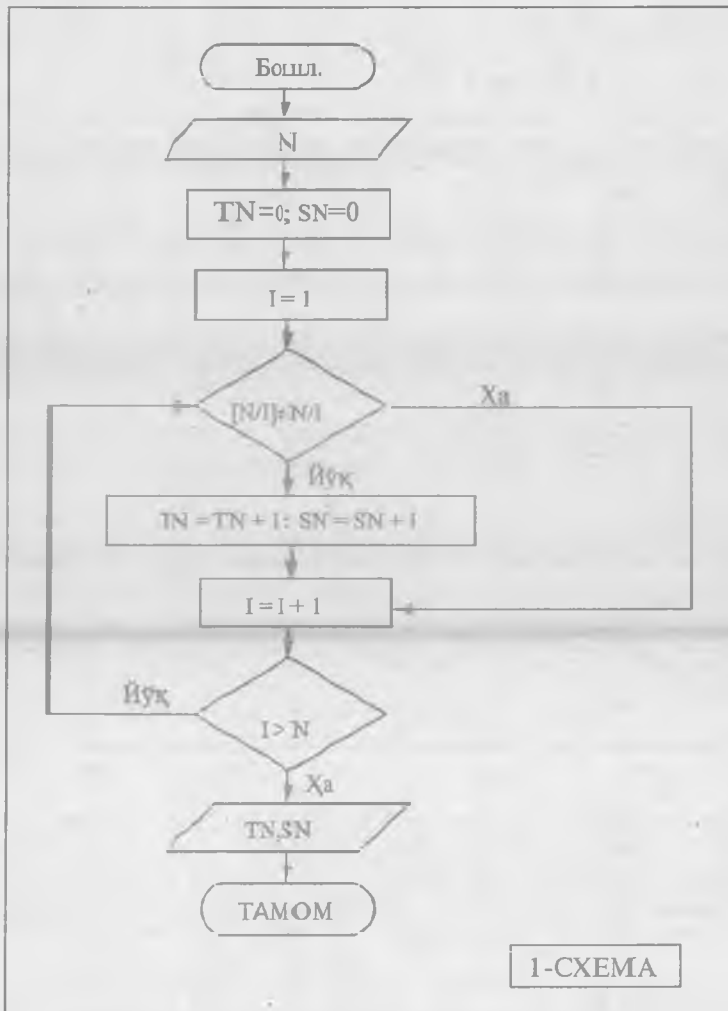 Бошл.
N
TN=0; SN=0
I = 1
[N/I]≠N/I
Ха
Йўқ
TN = TN + 1: SN = SN + I
I = I + 1
Йўқ
I > N
Ҳа
TN,SN
ТАМОМ
1-СХЕМА